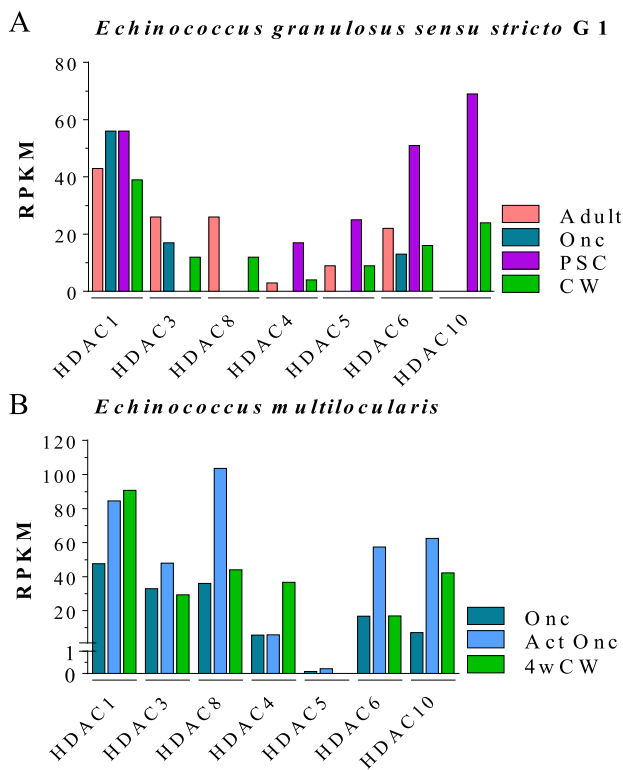 A
Echinococcus granulosus sensu stricto G1
80
60
40
20
0
RPKM
Adult
Onc
PSC
CW
HDAC1
HDAC3
HDAC8
HDAC4
HDAC5
HDAC6
HDAC10
B
Echinococcus multilocularis
120
100
80
60
40
20
1
0
RPKM
Onc
Act Onc
4wCW
HDAC1
HDAC3
HDAC8
HDAC4
HDAC5
HDAC6
HDAC10